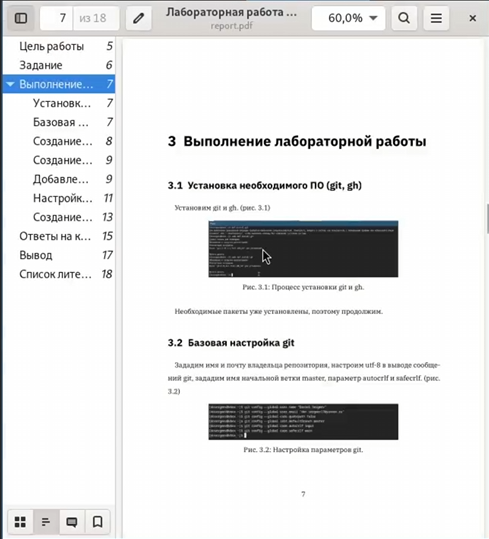 7 из 18
Лабораторная работа ...
report.pdf
60,0%
Цель работы 5
Задание 6
Выполнение... 7
Установк... 7
Базовая ... 7
Создание... 8
Создание... 9
Добавле... 9
Настройк... 11
Создание... 13
Ответы на к... 15
Вывод 17
Список лите... 18
3 Выполнение лабораторной работы
3.1 Установка необходимого ПО (git, gh)
Установим git и gh. (рис. 3.1)
Рис. 3.1: Процесс установки git и gh.
Необходимые пакеты уже установлены, поэтому продолжим.
3.2 Базовая настройка git
Зададим имя и почту владельца репозитория, настроим utf-8 в выводе сообще-
ний git, зададим имя начальной ветки master, параметр autocrlf и safecrlf. (рис.
3.2)
Рис. 3.2: Настройка параметров git.
7